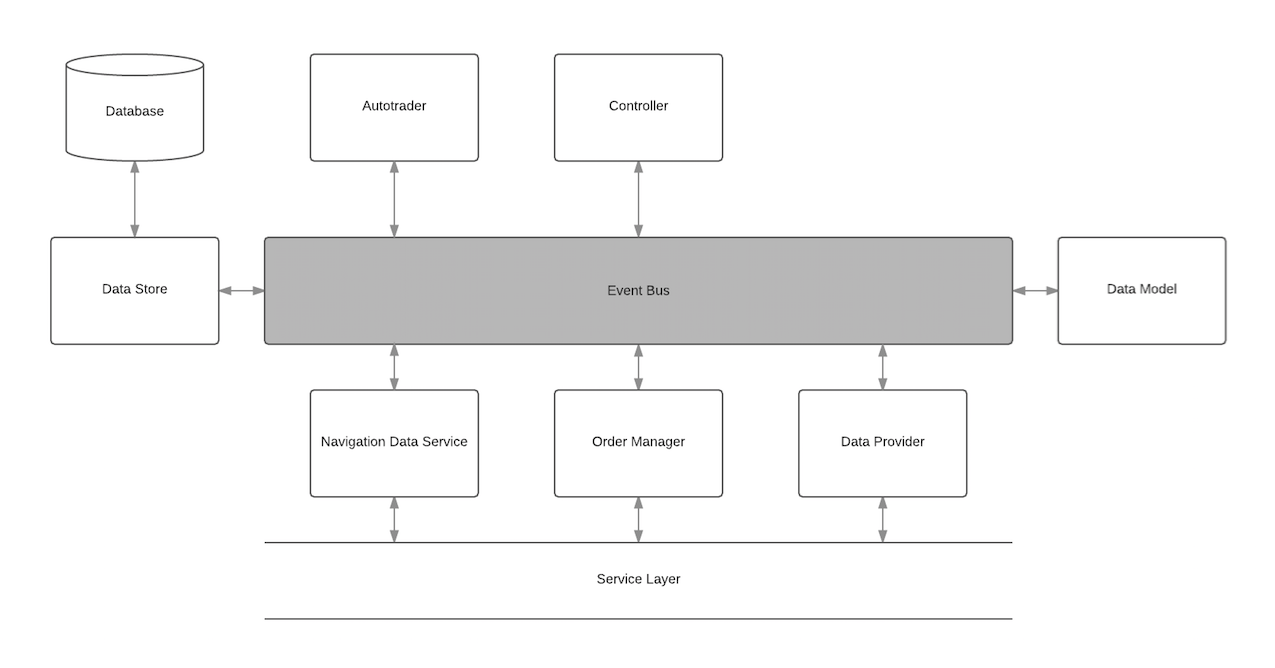 Database
Autotrader
Controller
Data Store
Event Bus
Data Model
Navigation Data Service
Order Manager
Data Provider
Service Layer